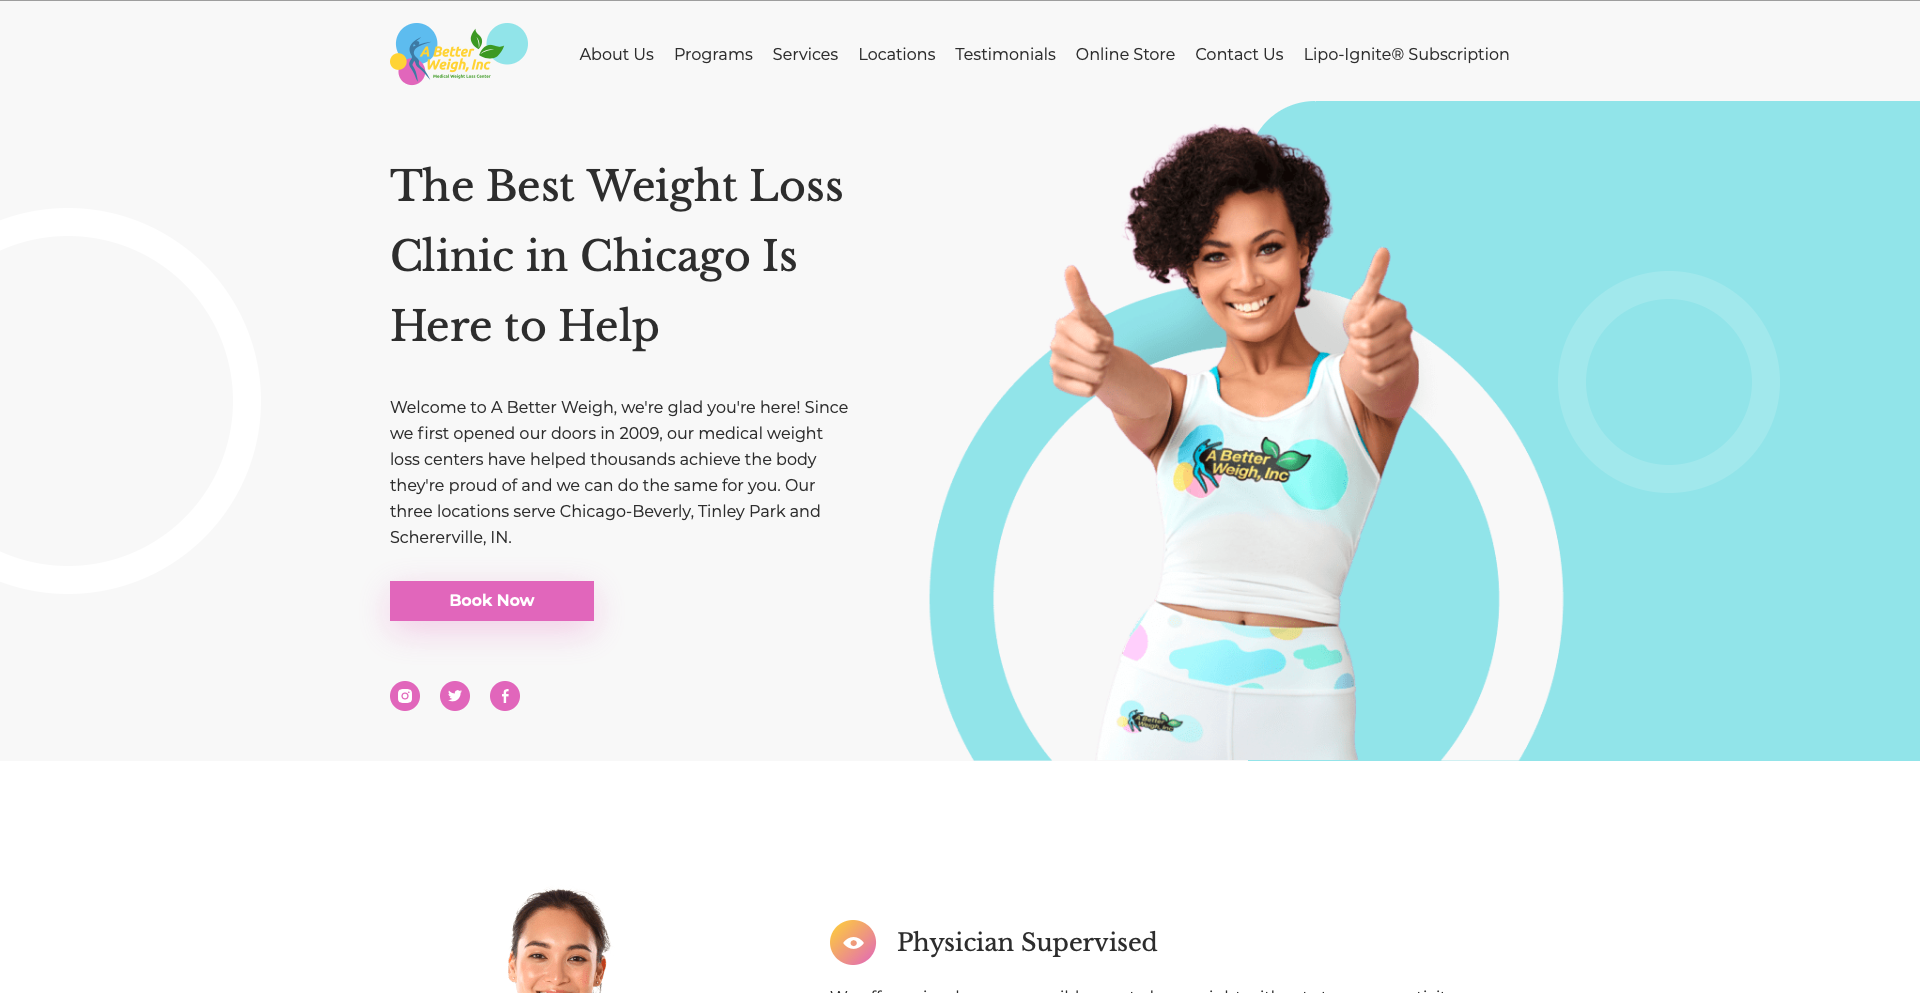 A Better
Weigh, Inc
Medical Weight Loss Center
About Us
Programs
Services
Locations
Testimonials
Online Store
Contact Us
Lipo-Ignite® Subscription
The Best Weight Loss
Clinic in Chicago Is
Here to Help
Welcome to A Better Weigh, we're glad you're here! Since
we first opened our doors in 2009, our medical weight
loss centers have helped thousands achieve the body
they're proud of and we can do the same for you. Our
three locations serve Chicago-Beverly, Tinley Park and
Schererville, IN.
Book Now
A Better
Weigh, Inc
A Better
Weigh, Inc
Physician Supervised